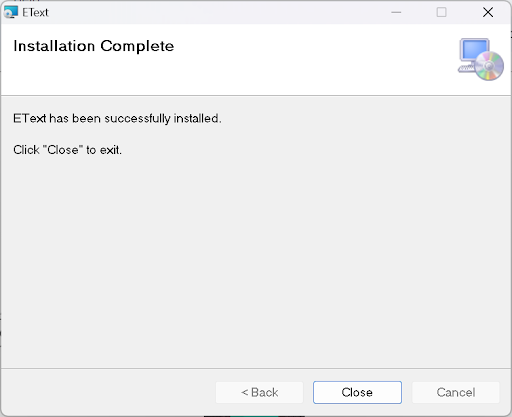 EText
Installation Complete
EText has been successfully installed.
Click "Close" to exit.
< Back
Close
Cancel